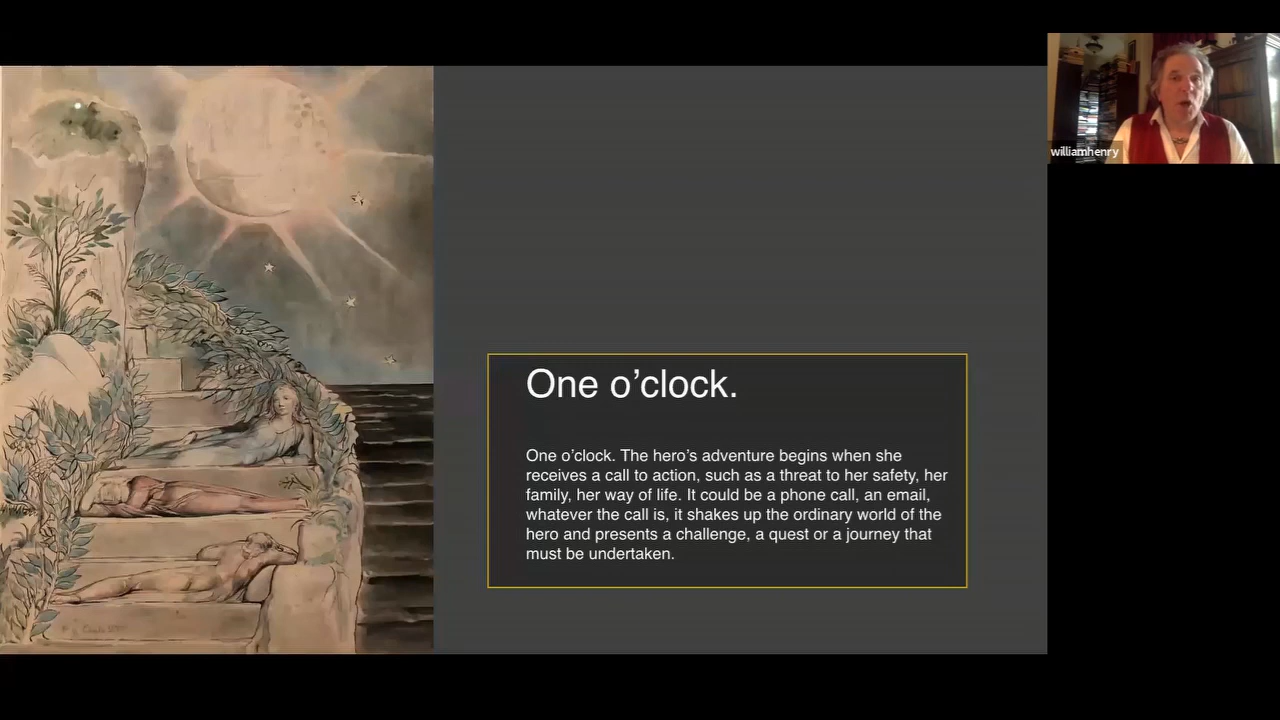 williamhenry
One o’clock.
One o’clock. The hero’s adventure begins when she
receives a call to action, such as a threat to her safety, her
family, her way of life. It could be a phone call, an email,
whatever the call is, it shakes up the ordinary world of the
hero and presents a challenge, a quest or a journey that
must be undertaken.